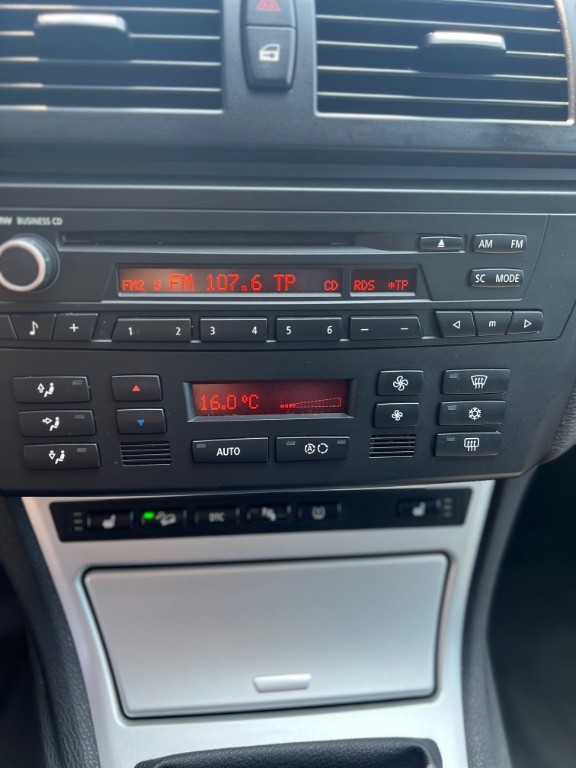 BUSINESS CD
AM FM
FM2 5 FM 107.6 TP CD RDS *TP
SC MODE
+ 1 2 3 4 5 6 − − m
16.0°C
AUTO
DTC